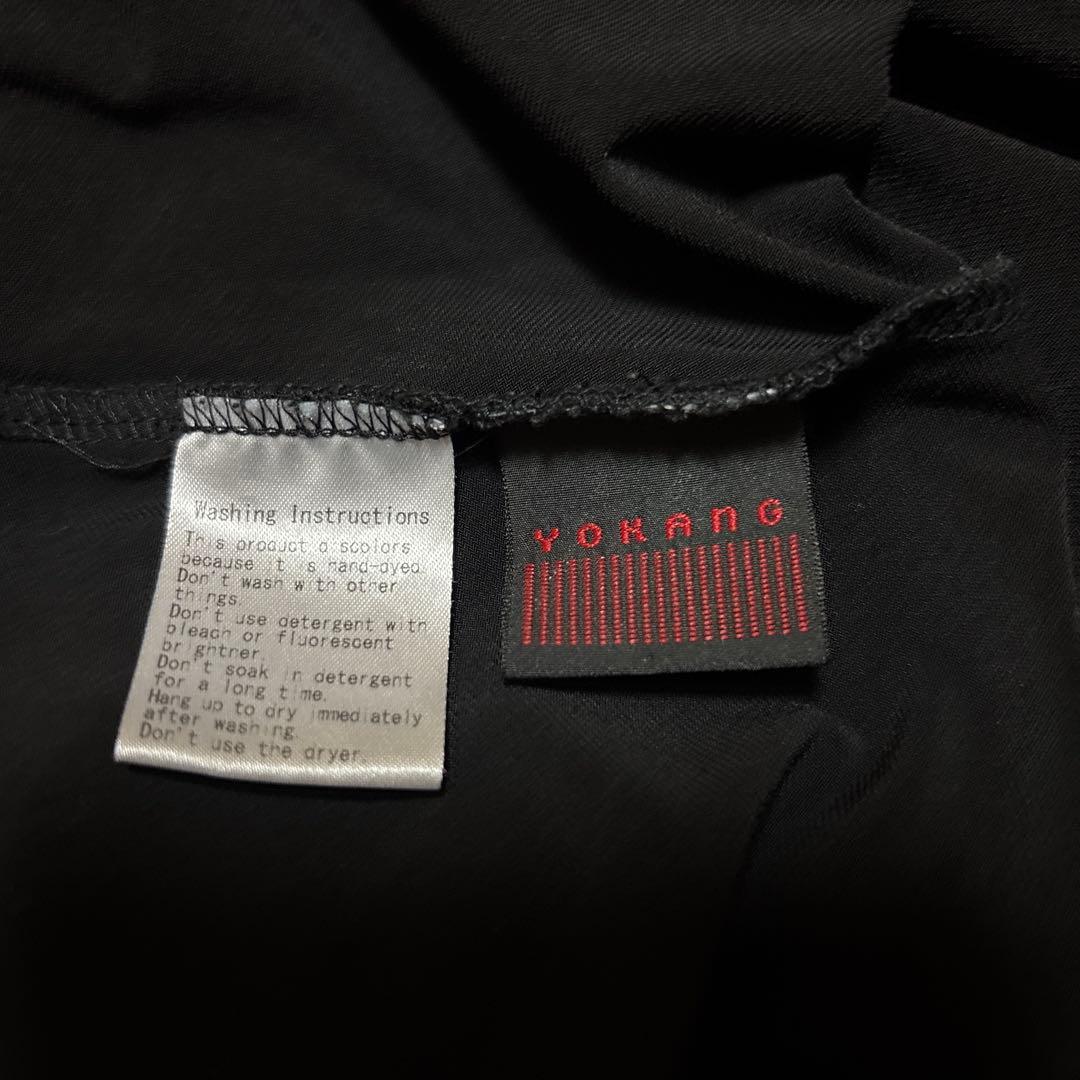 Washing Instructions
This product d scolors
because it is hand-dyed
Don't wash with other
things.
Don't use detergent with
bleach or fluorescent
brightner.
Don't soak in detergent
for a long time.
Hang up to dry immediately
after washing.
Don't use the dryer.
YOKANG